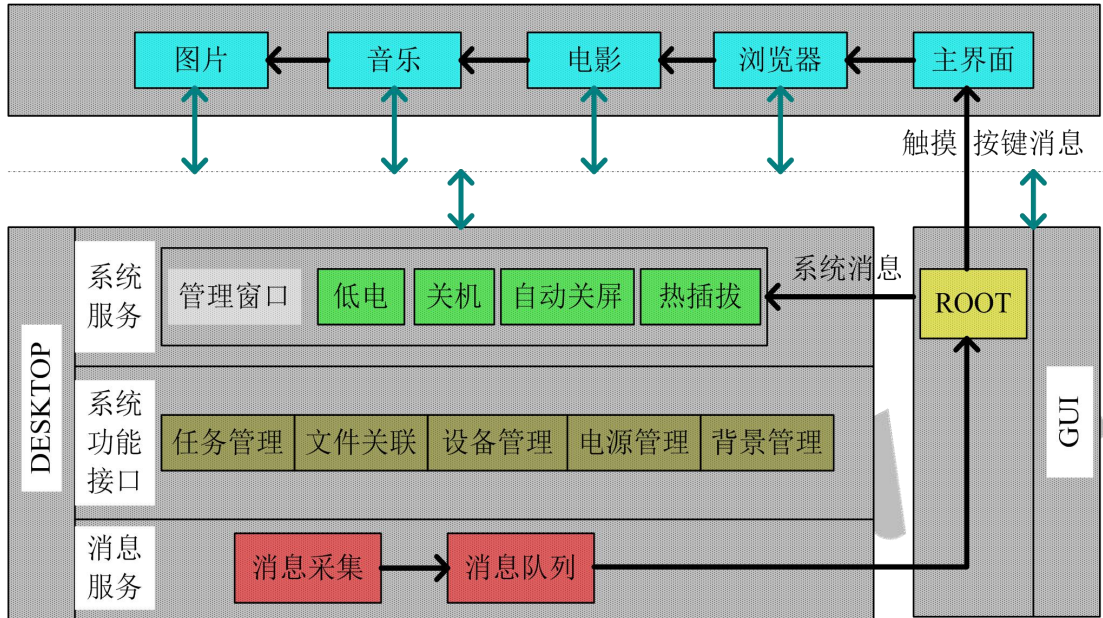 图片
音乐
电影
浏览器
主界面
触摸 按键消息
DESKTOP
系统
服务
管理窗口
低电
关机
自动关屏
热插拔
系统消息
ROOT
GUI
系统
功能
接口
任务管理
文件关联
设备管理
电源管理
背景管理
消息
服务
消息采集
消息队列